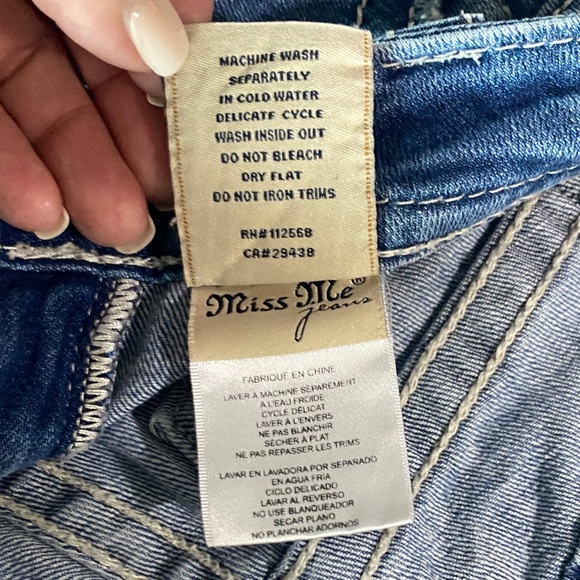 MACHINE WASH
SEPARATELY
IN COLD WATER
DELICATE CYCLE
WASH INSIDE OUT
DO NOT BLEACH
DRY FLAT
DO NOT IRON TRIMS
RN#112568
CA#29438
Miss Me®
jeans
FABRIQUE EN CHINE
LAVER A MACHINE SEPAREMENT
A L'EAU FROIDE
CYCLE DÉLICAT
LAVER À L'ENVERS
NE PAS BLANCHIR
SÉCHER À PLAT
NE PAS REPASSER LES TRIMS
LAVAR EN LAVADORA POR SEPARADO
EN AGUA FRIA
CICLO DELICADO
LAVAR AL REVERSO
NO USE BLANQUEADOR
SECAR PLANO
NO PLANCHAR ADORNOS